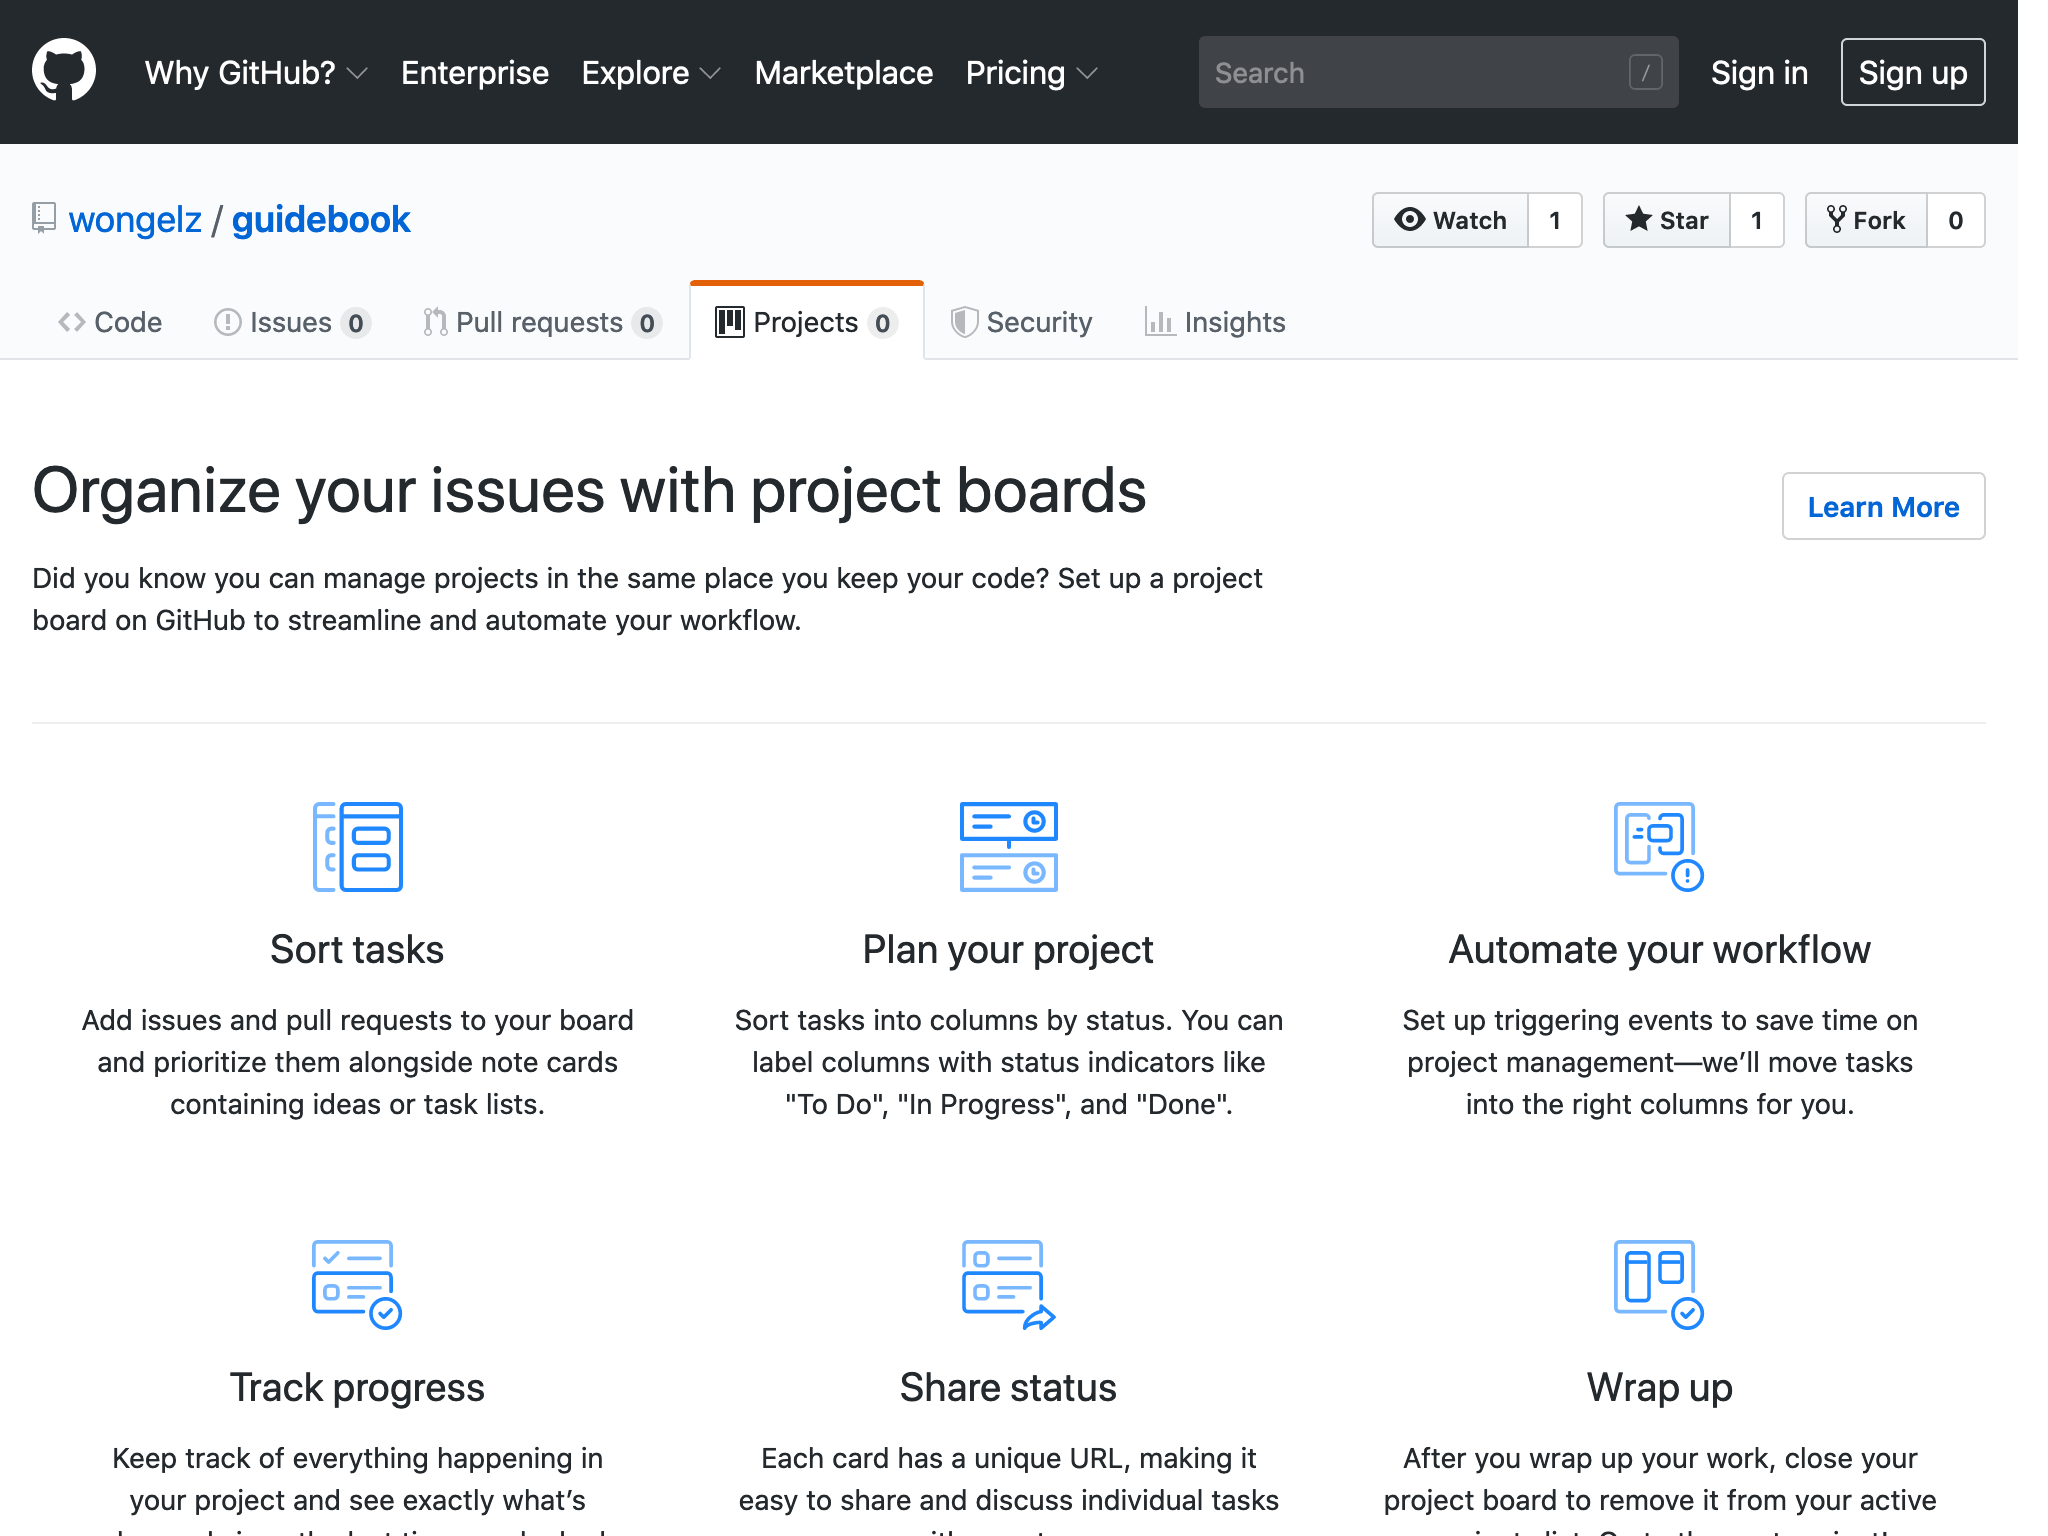 Why GitHub? Enterprise Explore Marketplace Pricing Search / Sign in Sign up
wongelz / guidebook Watch 1 Star 1 Fork 0
Code Issues 0 Pull requests 0 Projects 0 Security Insights
Organize your issues with project boards
Learn More
Did you know you can manage projects in the same place you keep your code? Set up a project
board on GitHub to streamline and automate your workflow.
Sort tasks
Add issues and pull requests to your board
and prioritize them alongside note cards
containing ideas or task lists.
Plan your project
Sort tasks into columns by status. You can
label columns with status indicators like
"To Do", "In Progress", and "Done".
Automate your workflow
Set up triggering events to save time on
project management—we’ll move tasks
into the right columns for you.
Track progress
Keep track of everything happening in
your project and see exactly what’s
Share status
Each card has a unique URL, making it
easy to share and discuss individual tasks
Wrap up
After you wrap up your work, close your
project board to remove it from your active